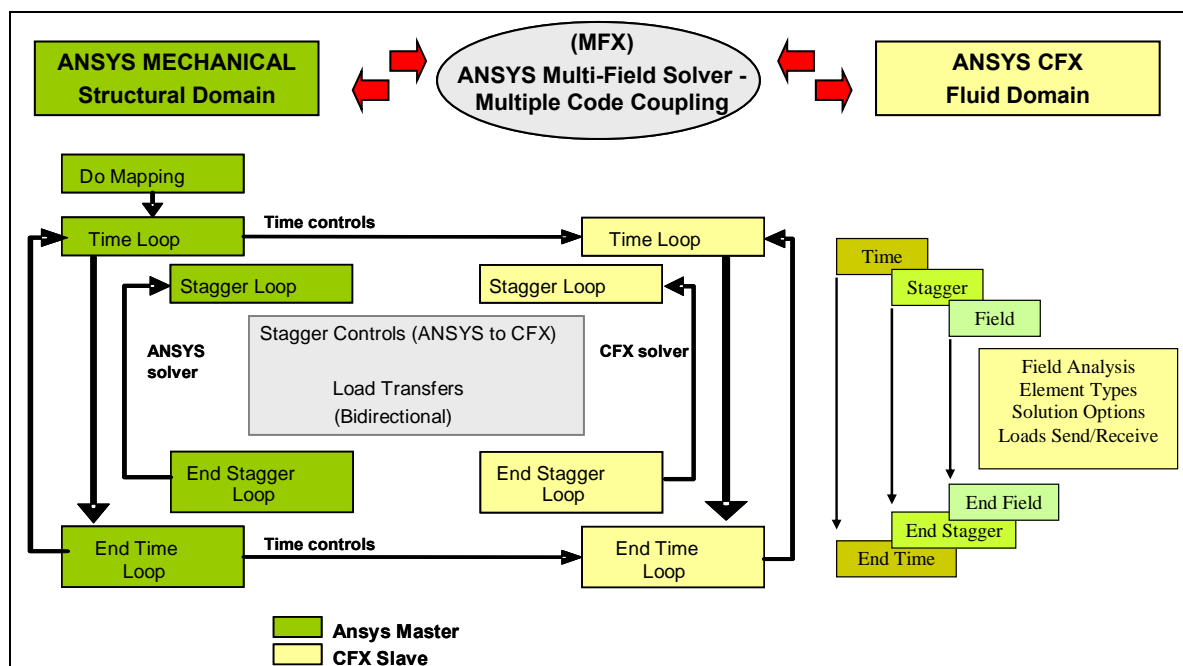 ANSYS MECHANICAL
Structural Domain
(MFX)
ANSYS Multi-Field Solver -
Multiple Code Coupling
ANSYS CFX
Fluid Domain
Do Mapping
Time Loop
Time controls
Time Loop
Stagger Loop
Stagger Loop
Stagger Controls (ANSYS to CFX)
Load Transfers
(Bidirectional)
ANSYS
solver
CFX solver
End Stagger
Loop
End Stagger
Loop
End Time
Loop
Time controls
End Time
Loop
Time
Stagger
Field
Field Analysis
Element Types
Solution Options
Loads Send/Receive
End Field
End Stagger
End Time
Ansys Master
CFX Slave